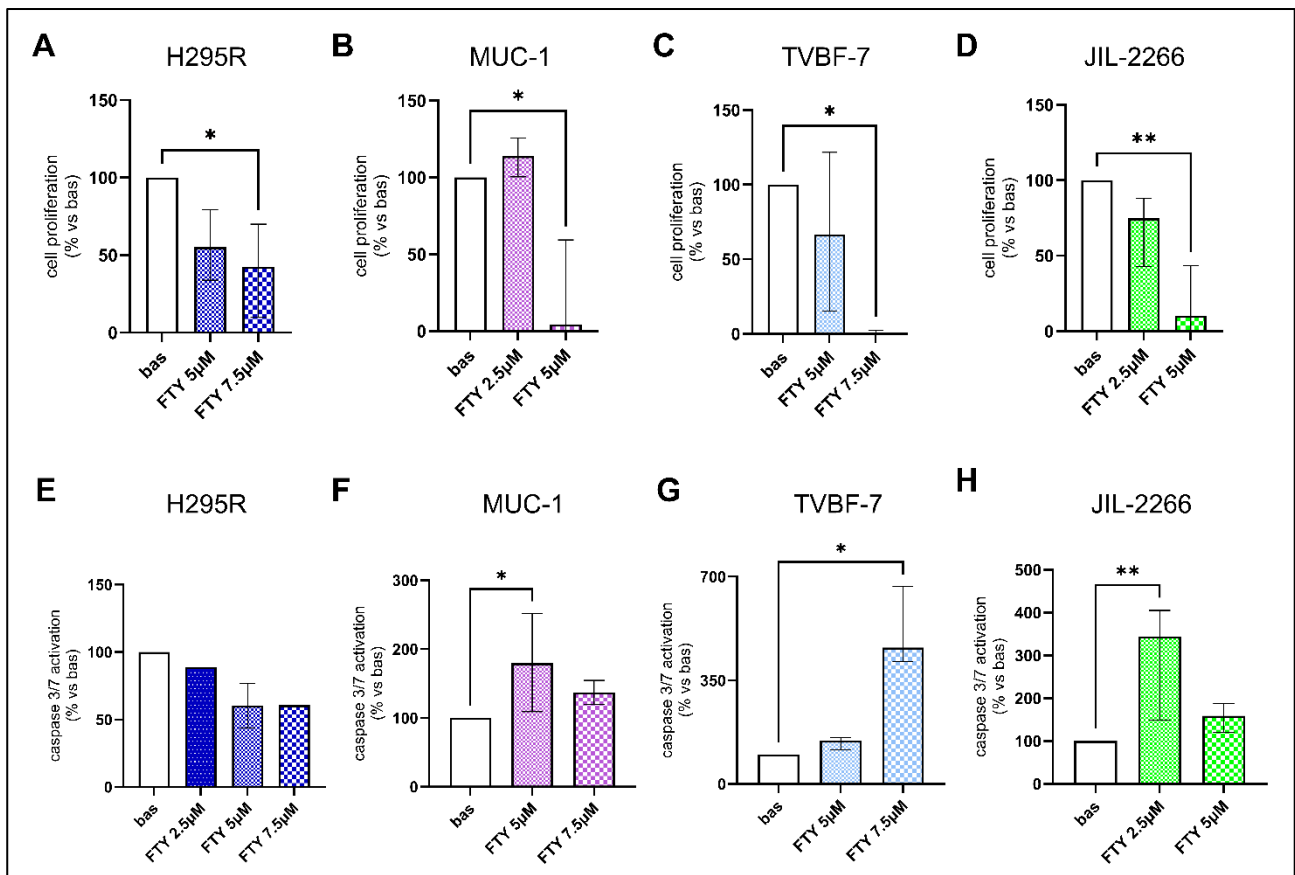 A
H295R
cell proliferation
(% vs bas)
150
100
50
0
*
bas
FTY 5µM
FTY 7.5µM
B
MUC-1
cell proliferation
(% vs bas)
150
100
50
0
*
bas
FTY 2.5µM
FTY 5µM
C
TVBF-7
cell proliferation
(% vs bas)
150
100
50
0
*
bas
FTY 5µM
FTY 7.5µM
D
JIL-2266
cell proliferation
(% vs bas)
150
100
50
0
**
bas
FTY 2.5µM
FTY 5µM
E
H295R
caspase 3/7 activation
(% vs bas)
150
100
50
0
bas
FTY 2.5µM
FTY 5µM
FTY 7.5µM
F
MUC-1
caspase 3/7 activation
(% vs bas)
300
200
100
0
*
bas
FTY 5µM
FTY 7.5µM
G
TVBF-7
caspase 3/7 activation
(% vs bas)
700
350
0
*
bas
FTY 5µM
FTY 7.5µM
H
JIL-2266
caspase 3/7 activation
(% vs bas)
500
400
300
200
100
0
**
bas
FTY 2.5µM
FTY 5µM